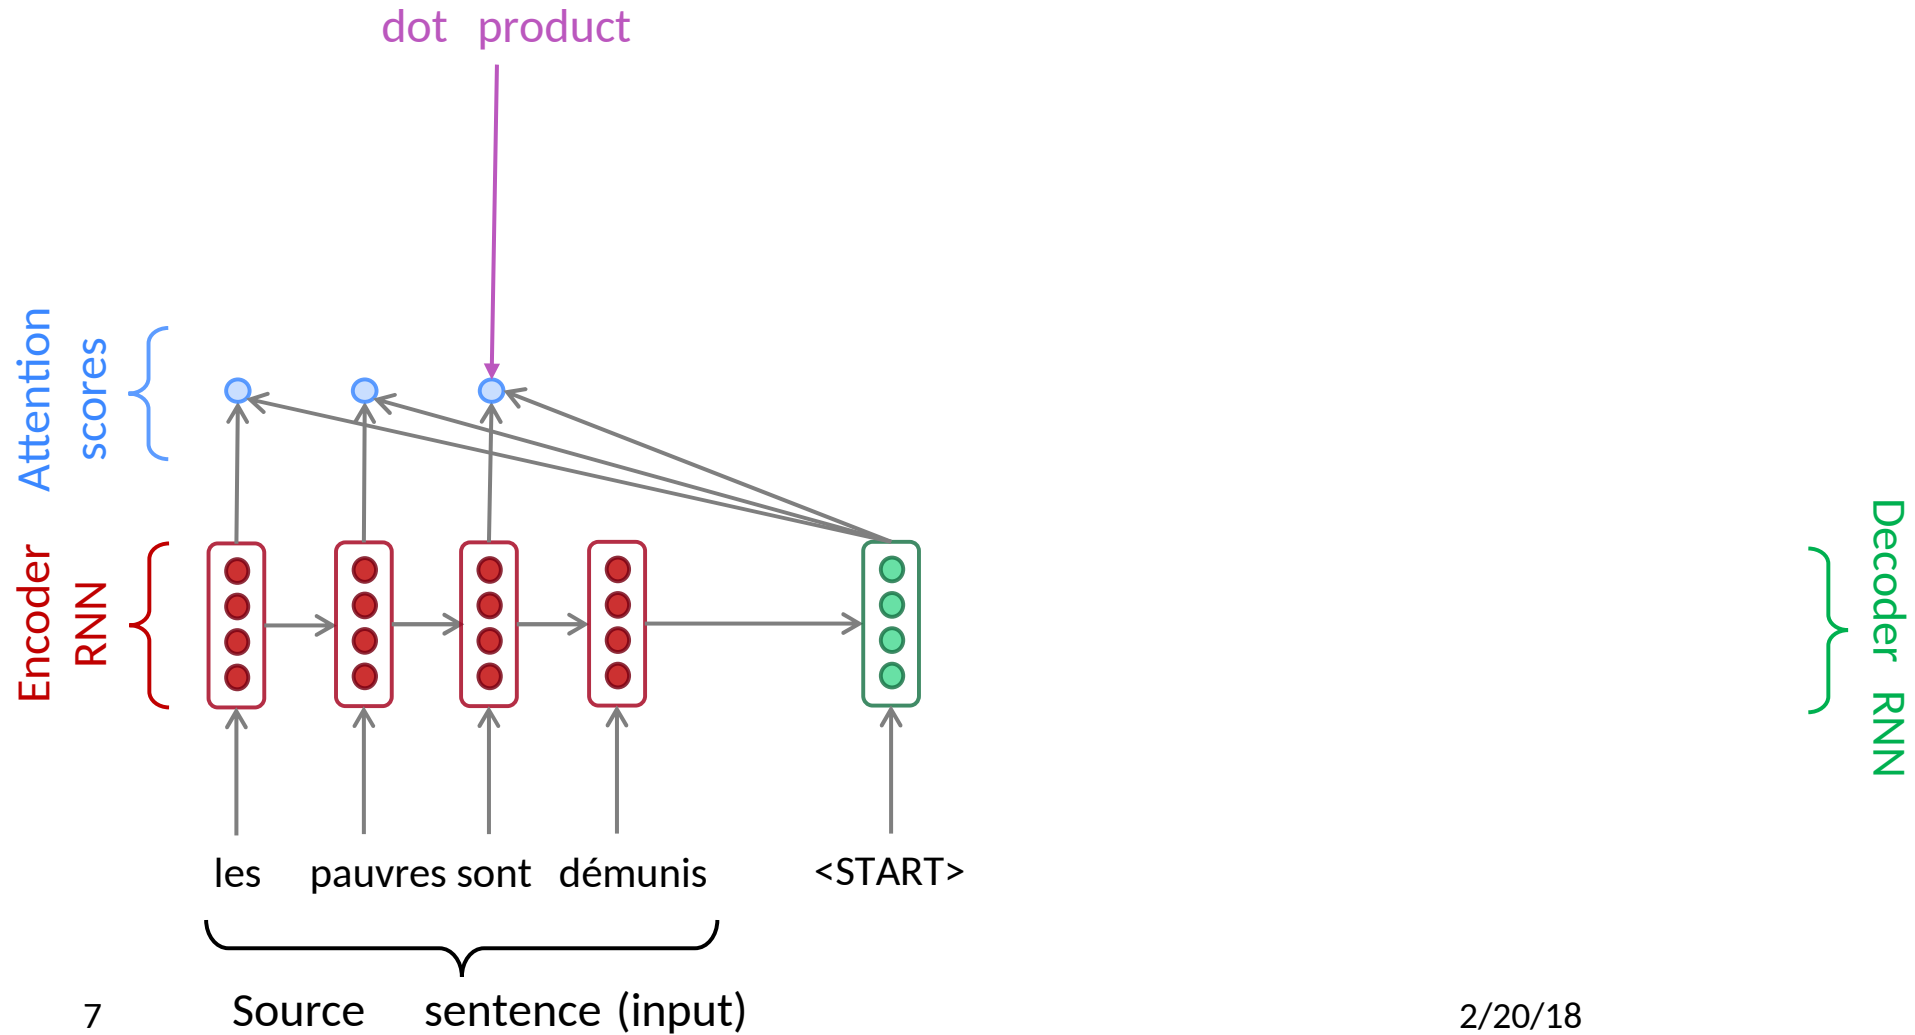 dot product
Attention
scores
Encoder
RNN
Decoder RNN
les pauvres sont démunis <START>
Source sentence (input)
7
2/20/18